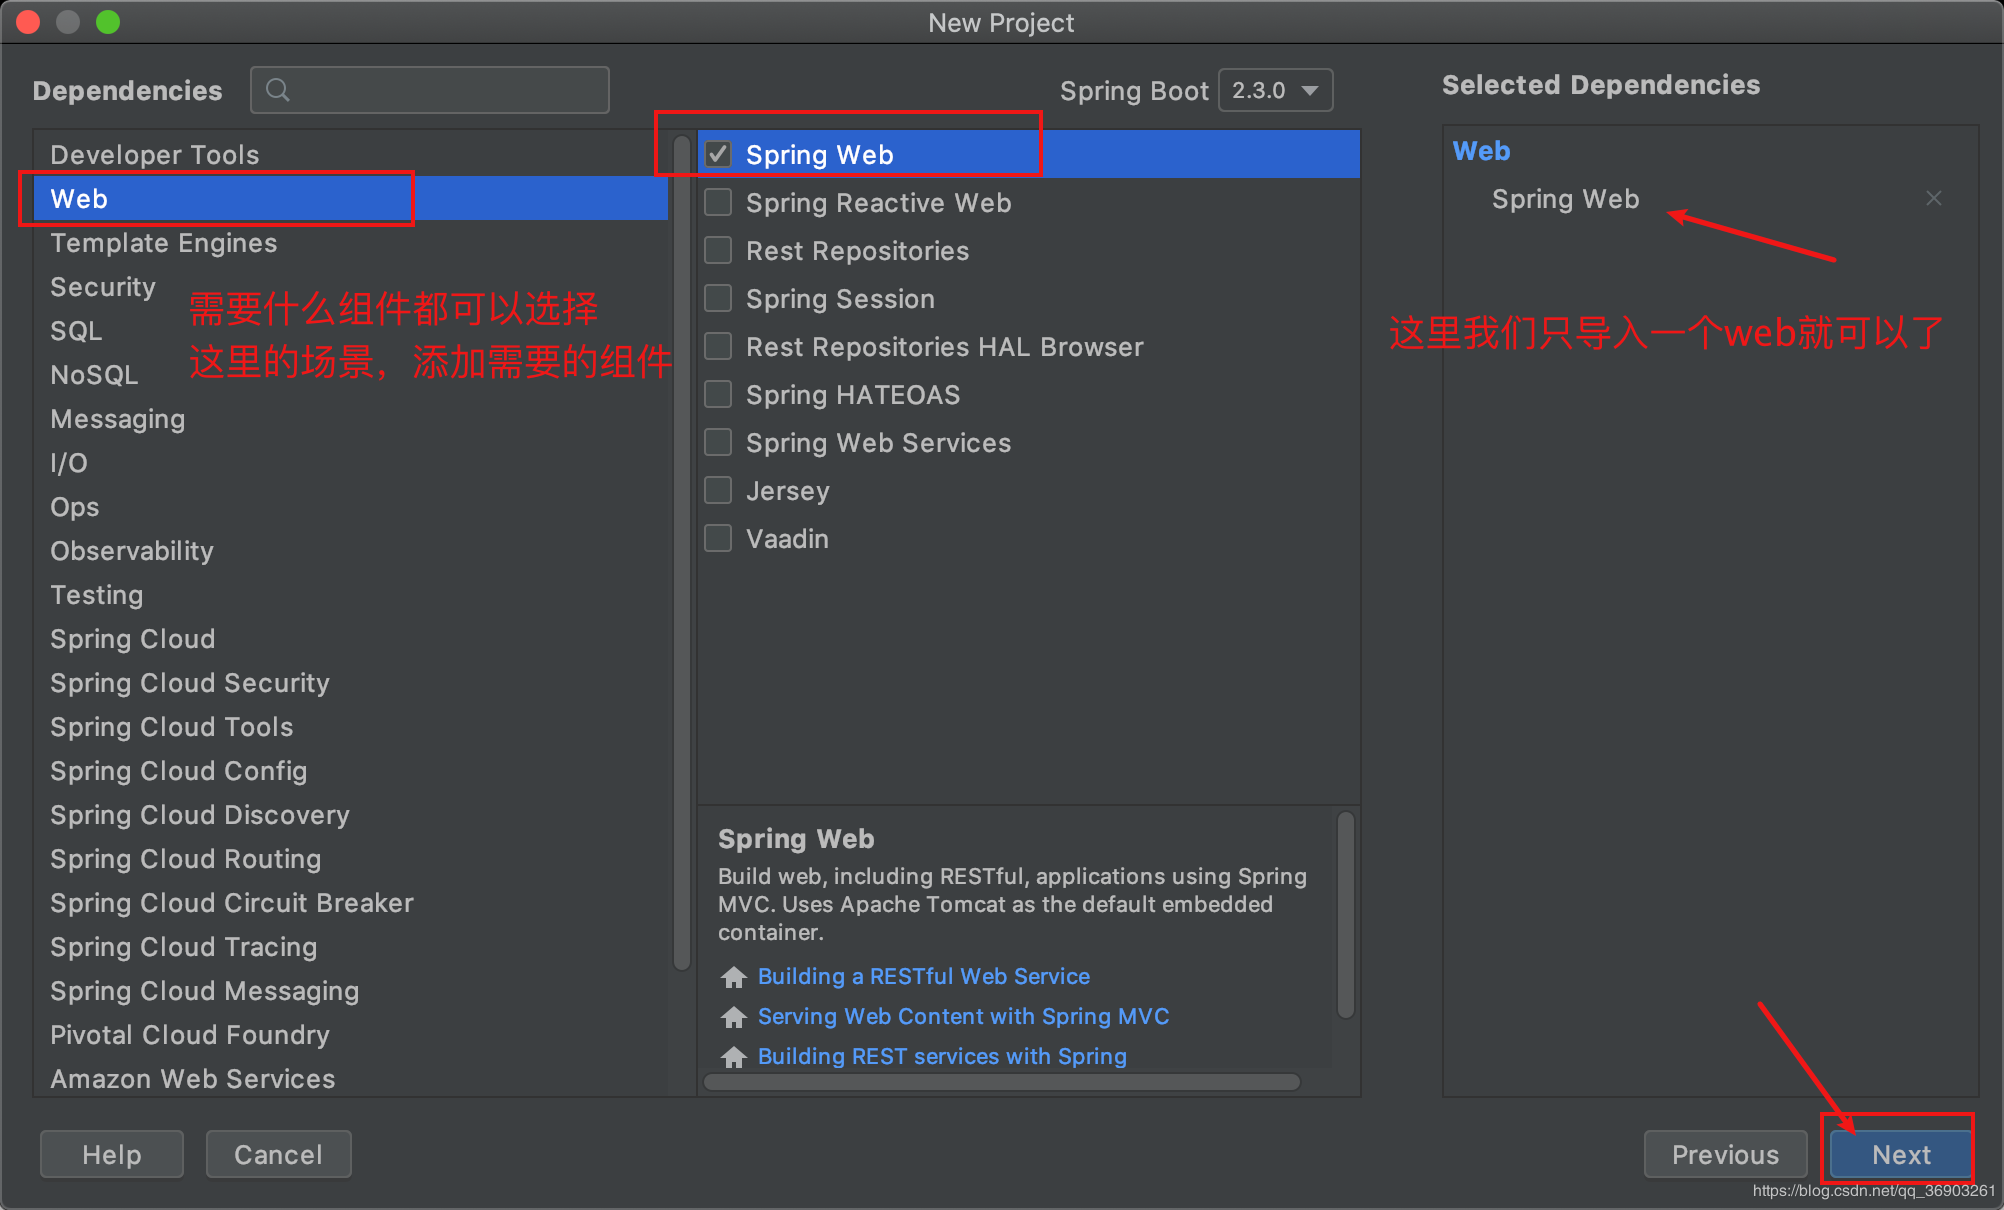 New Project
Dependencies
Spring Boot 2.3.0
Selected Dependencies
Developer Tools
Web
Template Engines
Security
SQL
NoSQL
Messaging
I/O
Ops
Observability
Testing
Spring Cloud
Spring Cloud Security
Spring Cloud Tools
Spring Cloud Config
Spring Cloud Discovery
Spring Cloud Routing
Spring Cloud Circuit Breaker
Spring Cloud Tracing
Spring Cloud Messaging
Pivotal Cloud Foundry
Amazon Web Services
需要什么组件都可以选择
这里的场景，添加需要的组件
Spring Web
Spring Reactive Web
Rest Repositories
Spring Session
Rest Repositories HAL Browser
Spring HATEOAS
Spring Web Services
Jersey
Vaadin
Spring Web
Build web, including RESTful, applications using Spring
MVC. Uses Apache Tomcat as the default embedded
container.
Building a RESTful Web Service
Serving Web Content with Spring MVC
Building REST services with Spring
Web
Spring Web
这里我们只导入一个web就可以了
Help
Cancel
Previous
Next
https://blog.csdn.net/qq_36903261